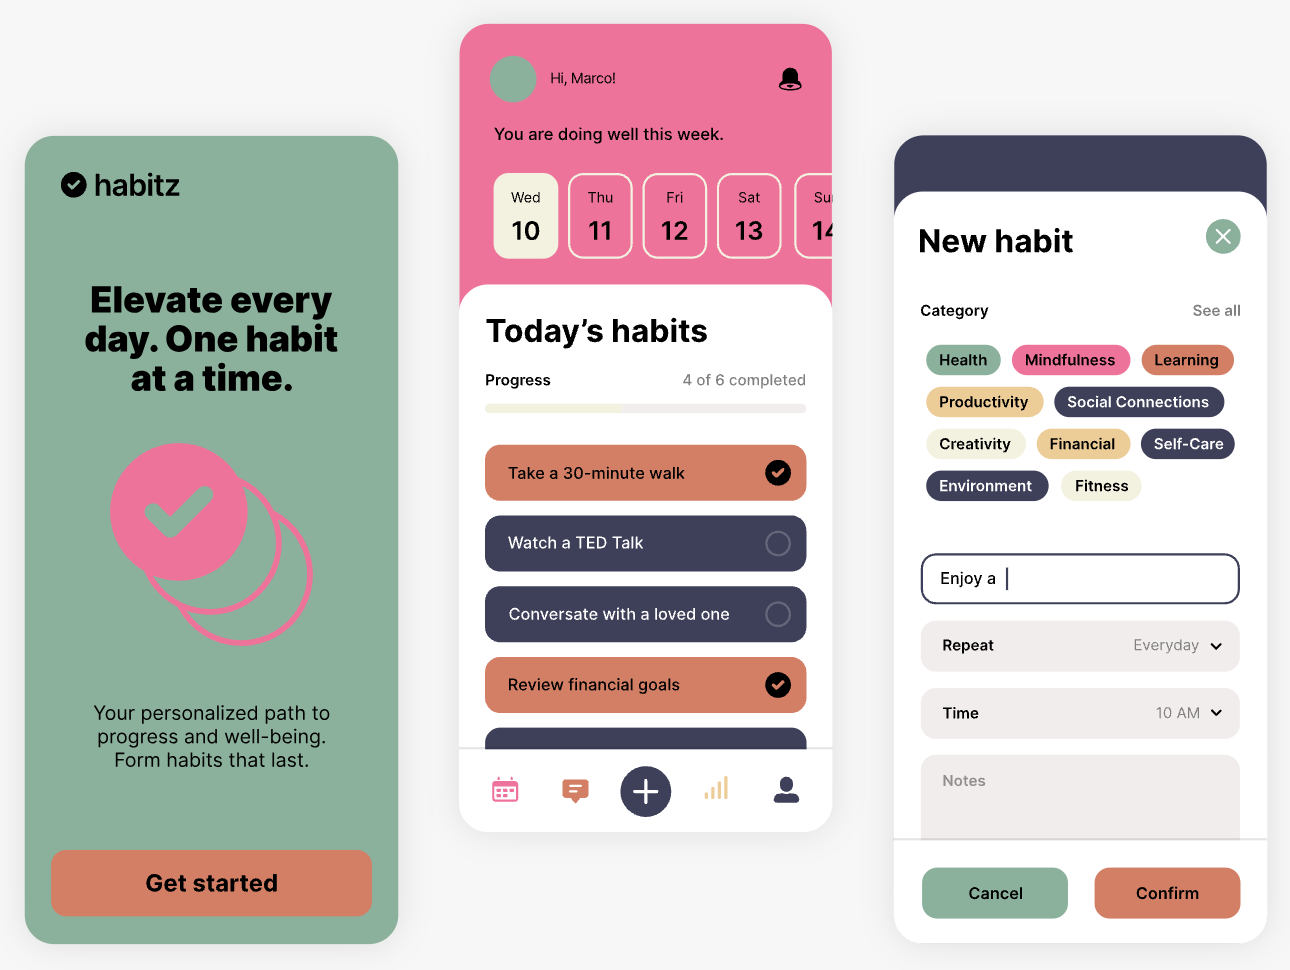 habitz
Elevate every
day. One habit
at a time.
Your personalized path to
progress and well-being.
Form habits that last.
Get started
Hi, Marco!
You are doing well this week.
Wed Thu Fri Sat Su
10 11 12 13 14
Today’s habits
Progress 4 of 6 completed
Take a 30-minute walk
Watch a TED Talk
Conversate with a loved one
Review financial goals
New habit
Category See all
Health Mindfulness Learning
Productivity Social Connections
Creativity Financial Self-Care
Environment Fitness
Enjoy a
Repeat Everyday
Time 10 AM
Notes
Cancel Confirm